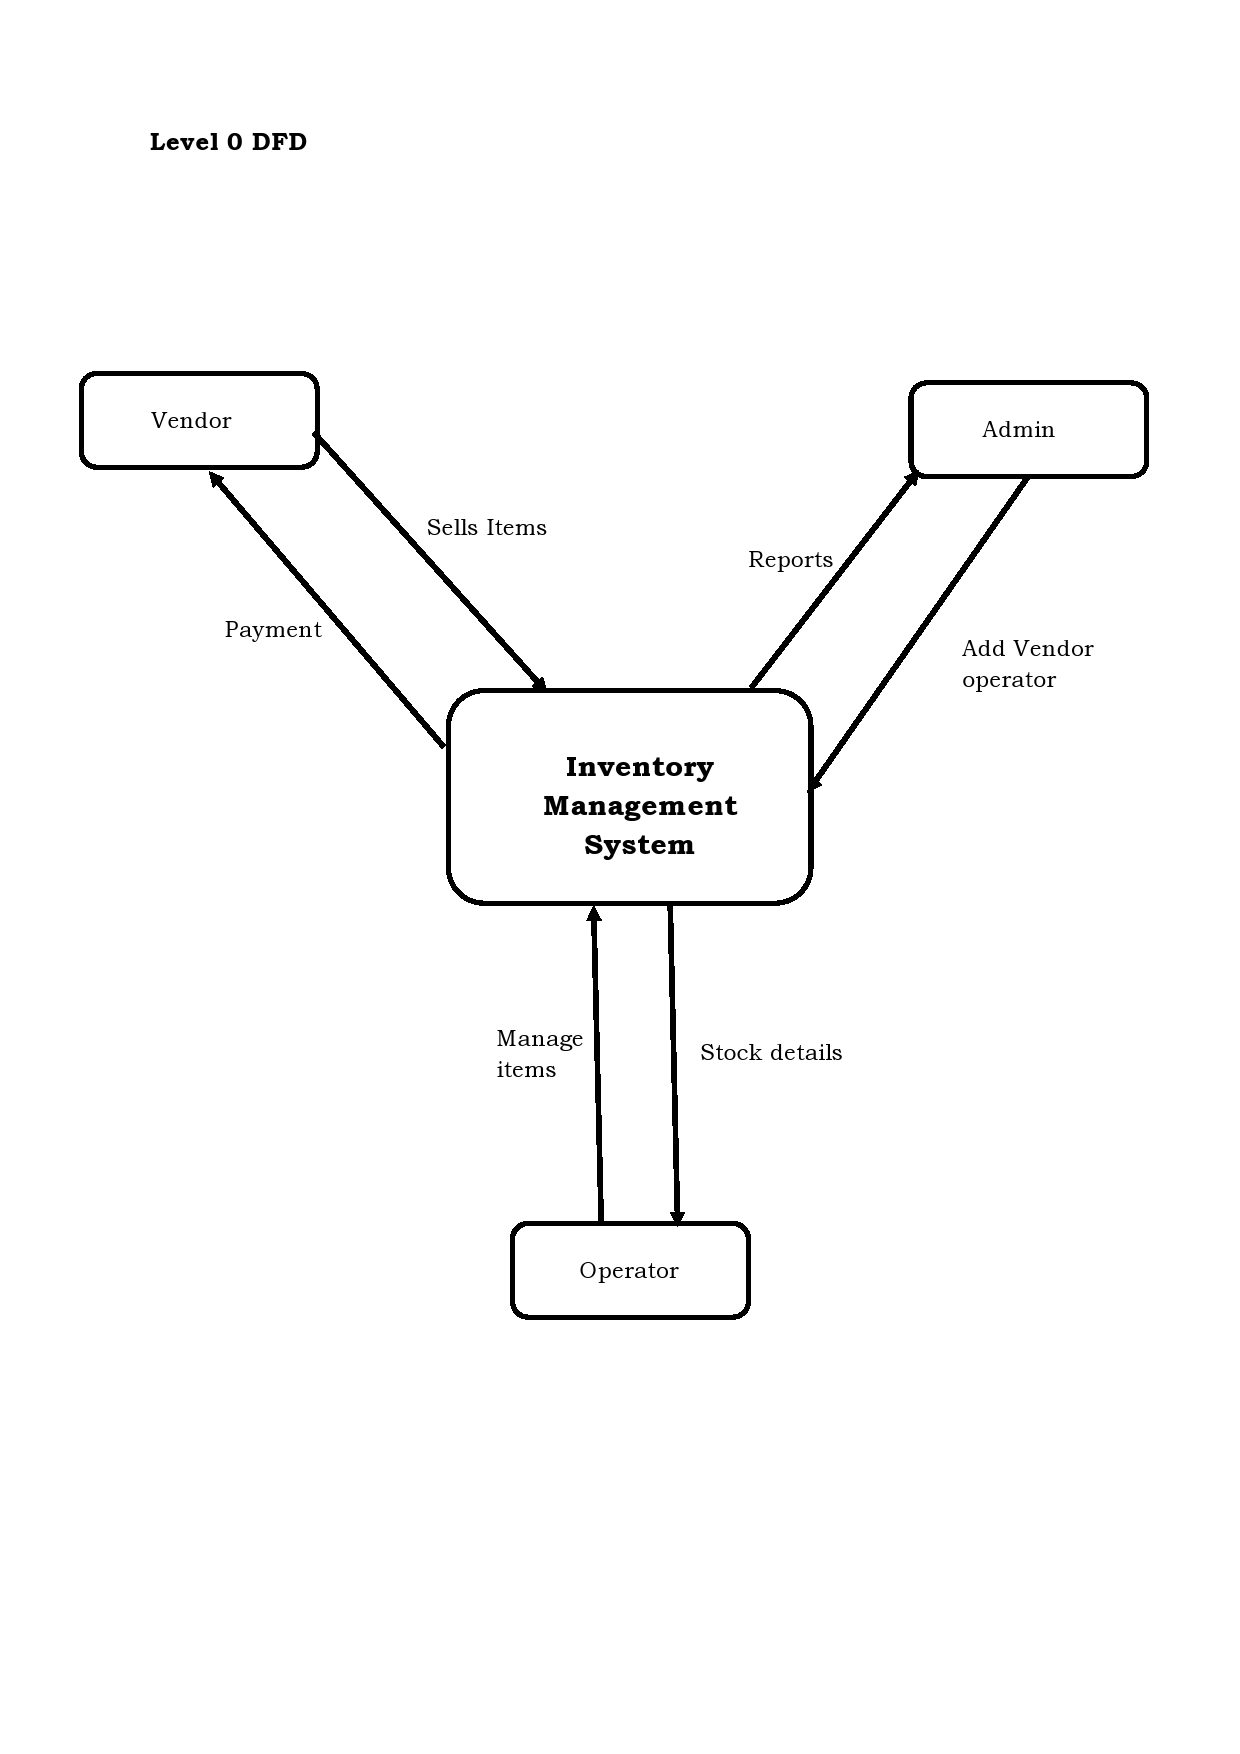 Level 0 DFD
Vendor
Admin
Sells Items
Reports
Payment
Add Vendor
operator
Inventory
Management
System
Manage
items
Stock details
Operator